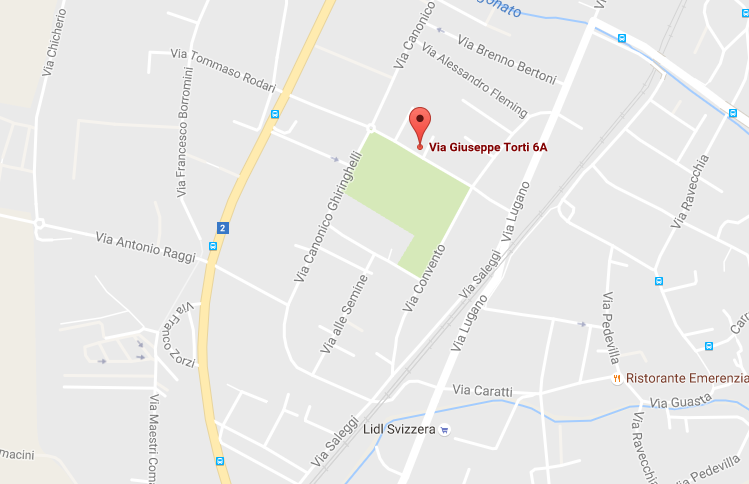 Via Chicherio
Via Canonico
gonato
Via Tommaso Rodari
Via Brenno Bertoni
Via Alessandro Fleming
Via Francesco Borromini
Via Giuseppe Torti 6A
Via Ravecchia
Via Canonico Ghiringhelli
Via Lugano
2
Via Antonio Raggi
Via Convento
Via Saleggi
Via alle Semine
Via Franco Zorzi
Via Lugano
Via Pedevilla
Carr
Ristorante Emerenzia
Via Caratti
Via Guasta
Via Maestri Coma
Lidl Svizzera
Via Saleggi
Via Ravecchia
macini
Via Pedevilla